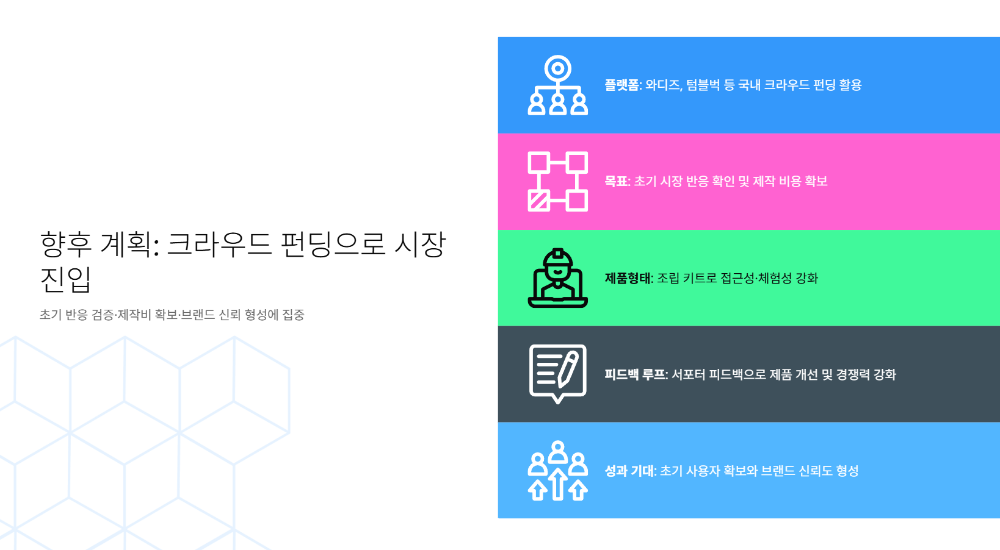 향후 계획: 크라우드 펀딩으로 시장
진입
초기 반응 검증·제작비 확보·브랜드 신뢰 형성에 집중
플랫폼: 와디즈, 텀블벅 등 국내 크라우드 펀딩 활용
목표: 초기 시장 반응 확인 및 제작 비용 확보
제품형태: 조립 키트로 접근성·체험성 강화
피드백 루프: 서포터 피드백으로 제품 개선 및 경쟁력 강화
성과 기대: 초기 사용자 확보와 브랜드 신뢰도 형성